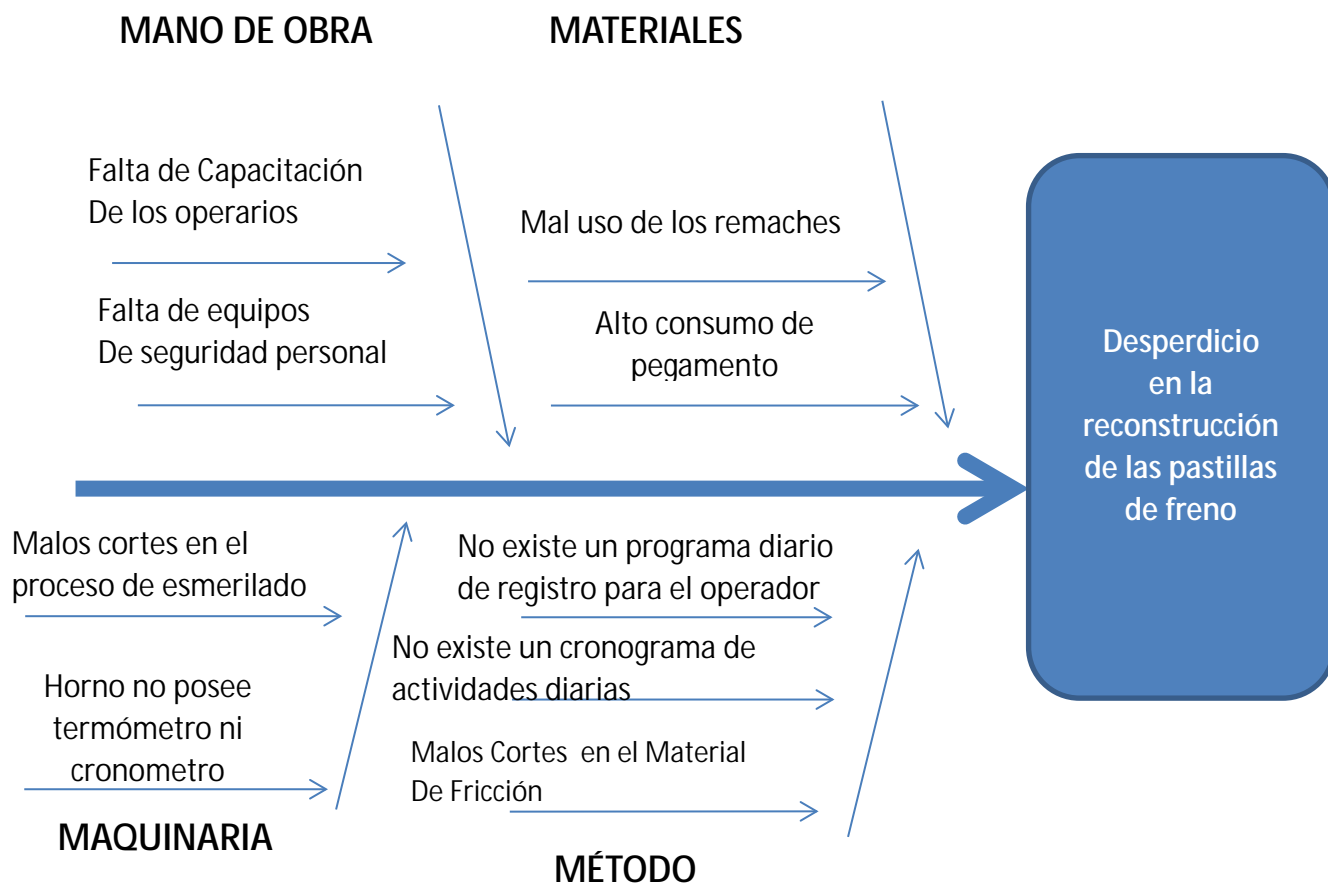 MANO DE OBRA
MATERIALES
Falta de Capacitación
De los operarios
Falta de equipos
De seguridad personal
Mal uso de los remaches
Alto consumo de
pegamento
Desperdicio
en la
reconstrucción
de las pastillas
de freno
Malos cortes en el
proceso de esmerilado
Horno no posee
termómetro ni
cronometro
No existe un programa diario
de registro para el operador
No existe un cronograma de
actividades diarias
Malos Cortes en el Material
De Fricción
MAQUINARIA
MÉTODO